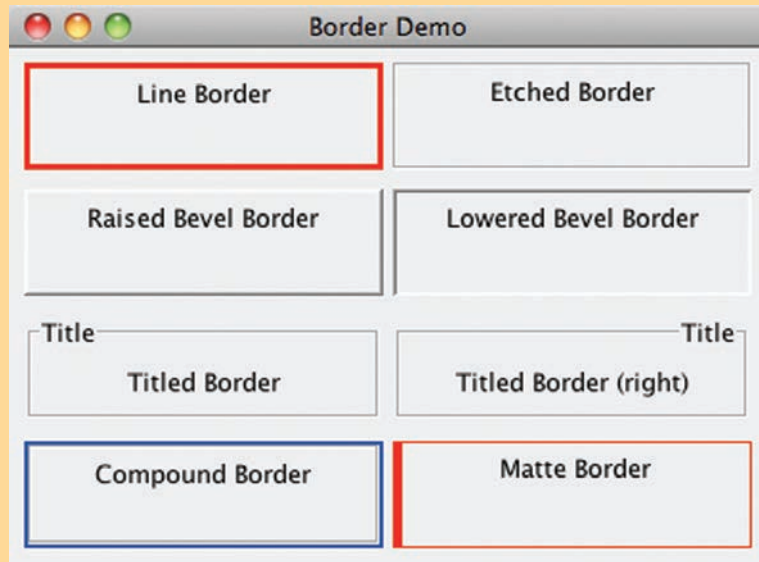 Border Demo
Line Border
Etched Border
Raised Bevel Border
Lowered Bevel Border
Title
Title
Titled Border
Titled Border (right)
Compound Border
Matte Border